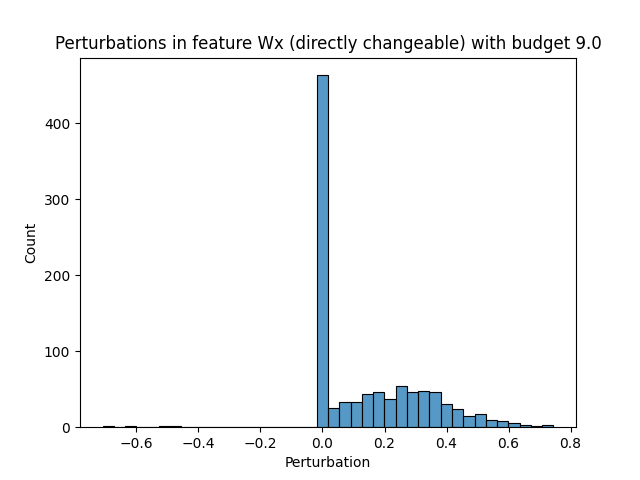 Perturbations in feature Wx (directly changeable) with budget 9.0
400
300
200
100
0
Count
−0.6 −0.4 −0.2 0.0 0.2 0.4 0.6 0.8
Perturbation